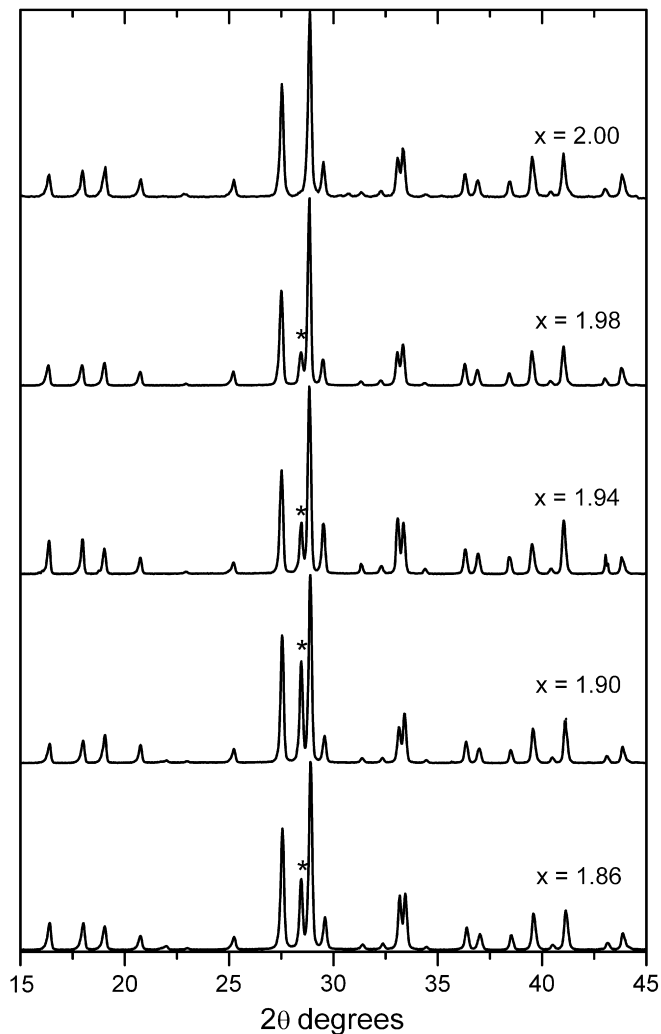 x = 2.00
x = 1.98
*
x = 1.94
*
x = 1.90
*
x = 1.86
*
15 20 25 30 35 40 45
2θ degrees